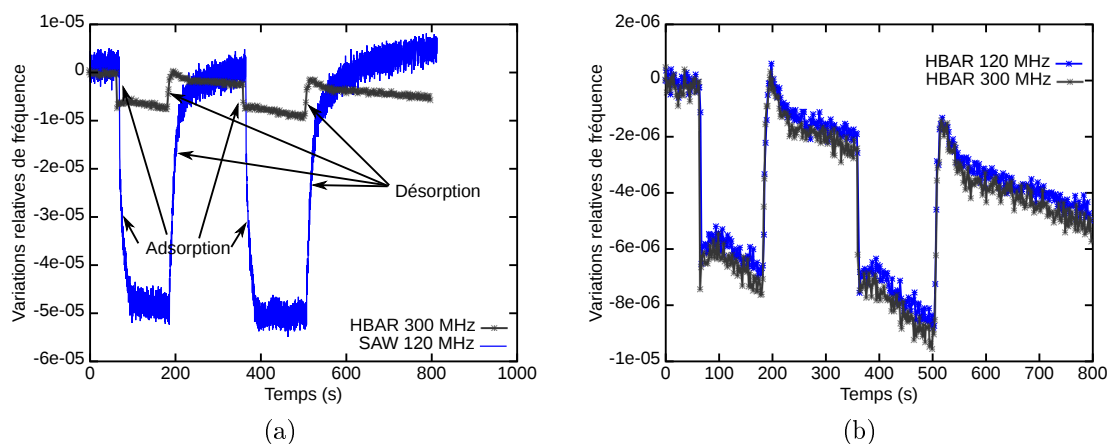 1e-05
0
-1e-05
-2e-05
-3e-05
-4e-05
-5e-05
-6e-05
0 200 400 600 800 1000
Variations relatives de fréquence
Temps (s)
Adsorption
Désorption
HBAR 300 MHz
SAW 120 MHz
(a)
2e-06
0
-2e-06
-4e-06
-6e-06
-8e-06
-1e-05
0 100 200 300 400 500 600 700 800
Variations relatives de fréquence
Temps (s)
HBAR 120 MHz
HBAR 300 MHz
(b)